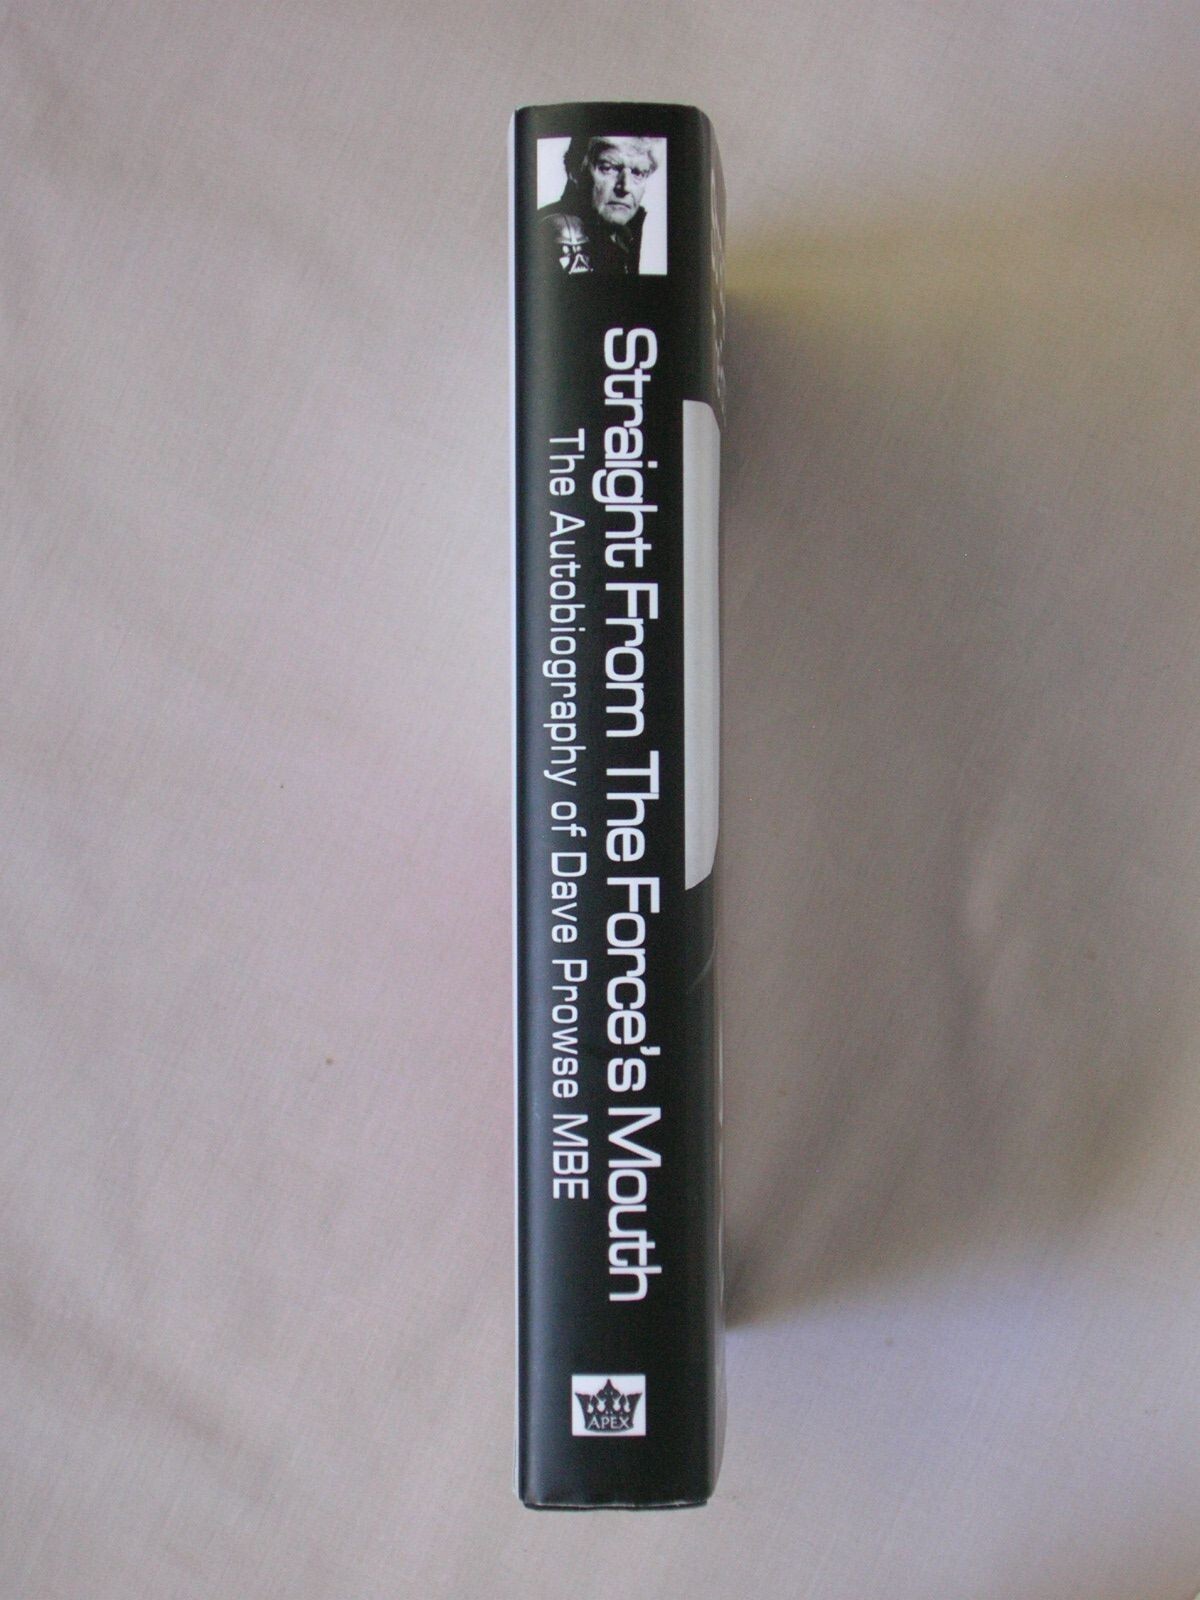 Straight From The Force's Mouth
The Autobiography of Dave Prowse MBE
APEX